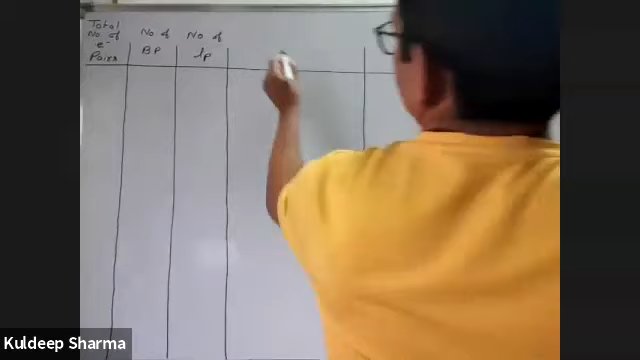 Total
No. of
e-
Pairs
No of
BP
No of
lp
Kuldeep Sharma